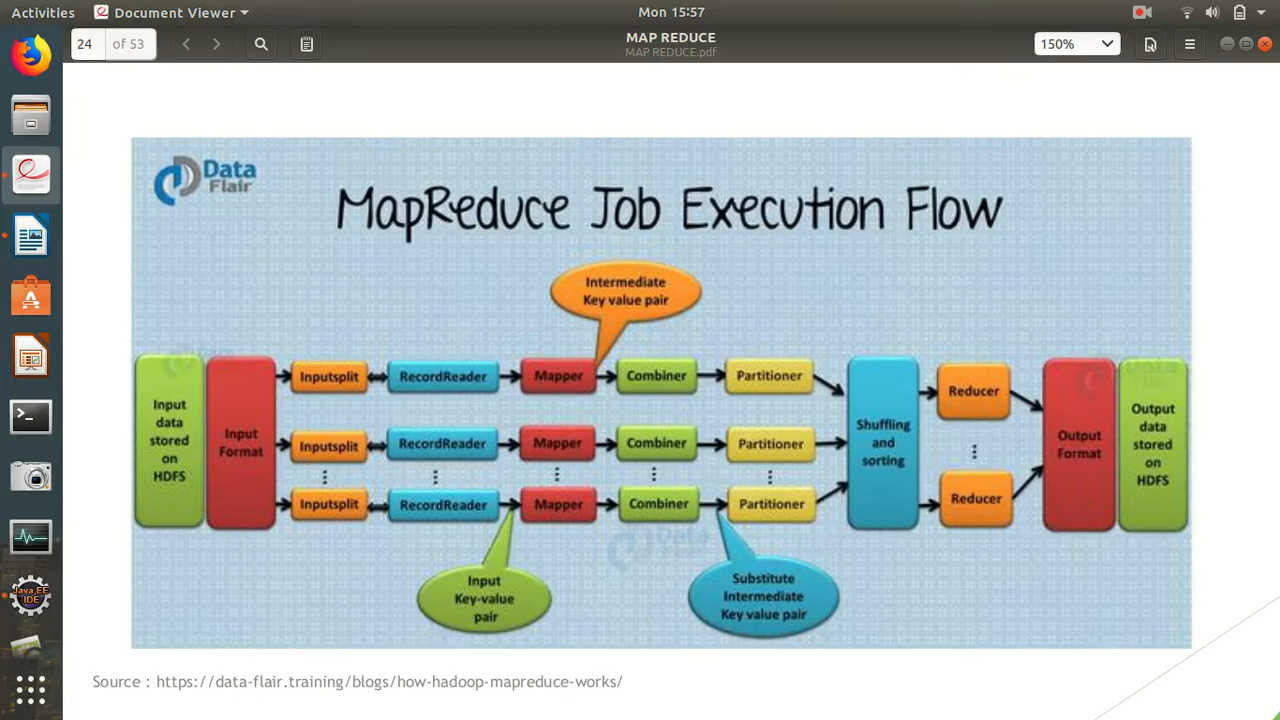 Activities
Document Viewer
Mon 15:57
24 of 53
MAP REDUCE
MAP REDUCE.pdf
150%
Data
Flair
MapReduce Job Execution Flow
Intermediate
Key value pair
Input
data
stored
on
HDFS
Input
Format
Inputsplit
RecordReader
Mapper
Combiner
Partitioner
Inputsplit
RecordReader
Mapper
Combiner
Partitioner
Inputsplit
RecordReader
Mapper
Combiner
Partitioner
Shuffling
and
sorting
Reducer
Reducer
Output
Format
Output
data
stored
on
HDFS
Input
Key-value
pair
Substitute
Intermediate
Key value pair
Source : https://data-flair.training/blogs/how-hadoop-mapreduce-works/
Java EE
IDE